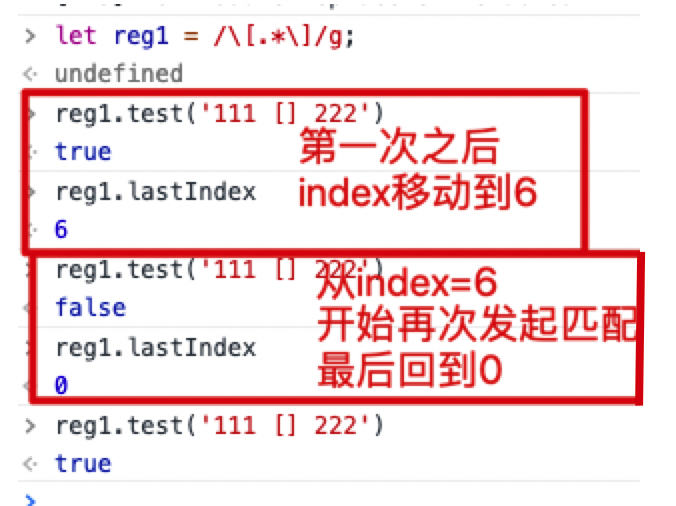 > let reg1 = /\[.*\]/g;
undefined
reg1.test('111 [] 222')
true
第一次之后
reg1.lastIndex
index移动到6
6
reg1.test('111 [] 222')
从index=6
false
开始再次发起匹配
reg1.lastIndex
最后回到0
0
> reg1.test('111 [] 222')
true
>